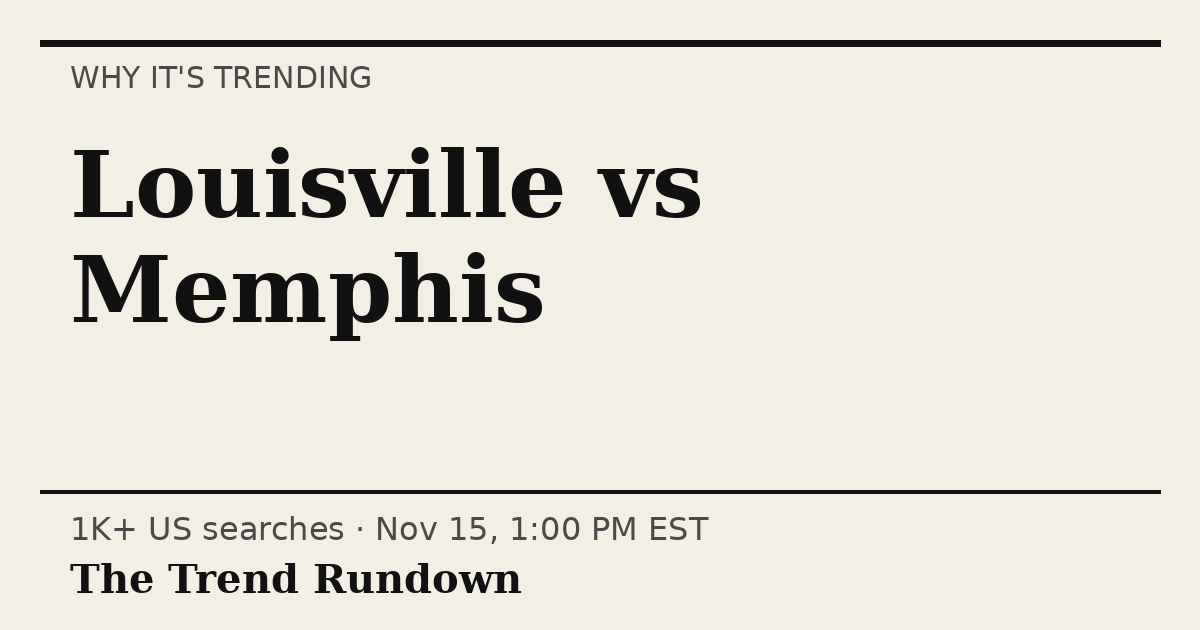 WHY IT'S TRENDING
Louisville vs
Memphis
1K+ US searches · Nov 15, 1:00 PM EST
The Trend Rundown